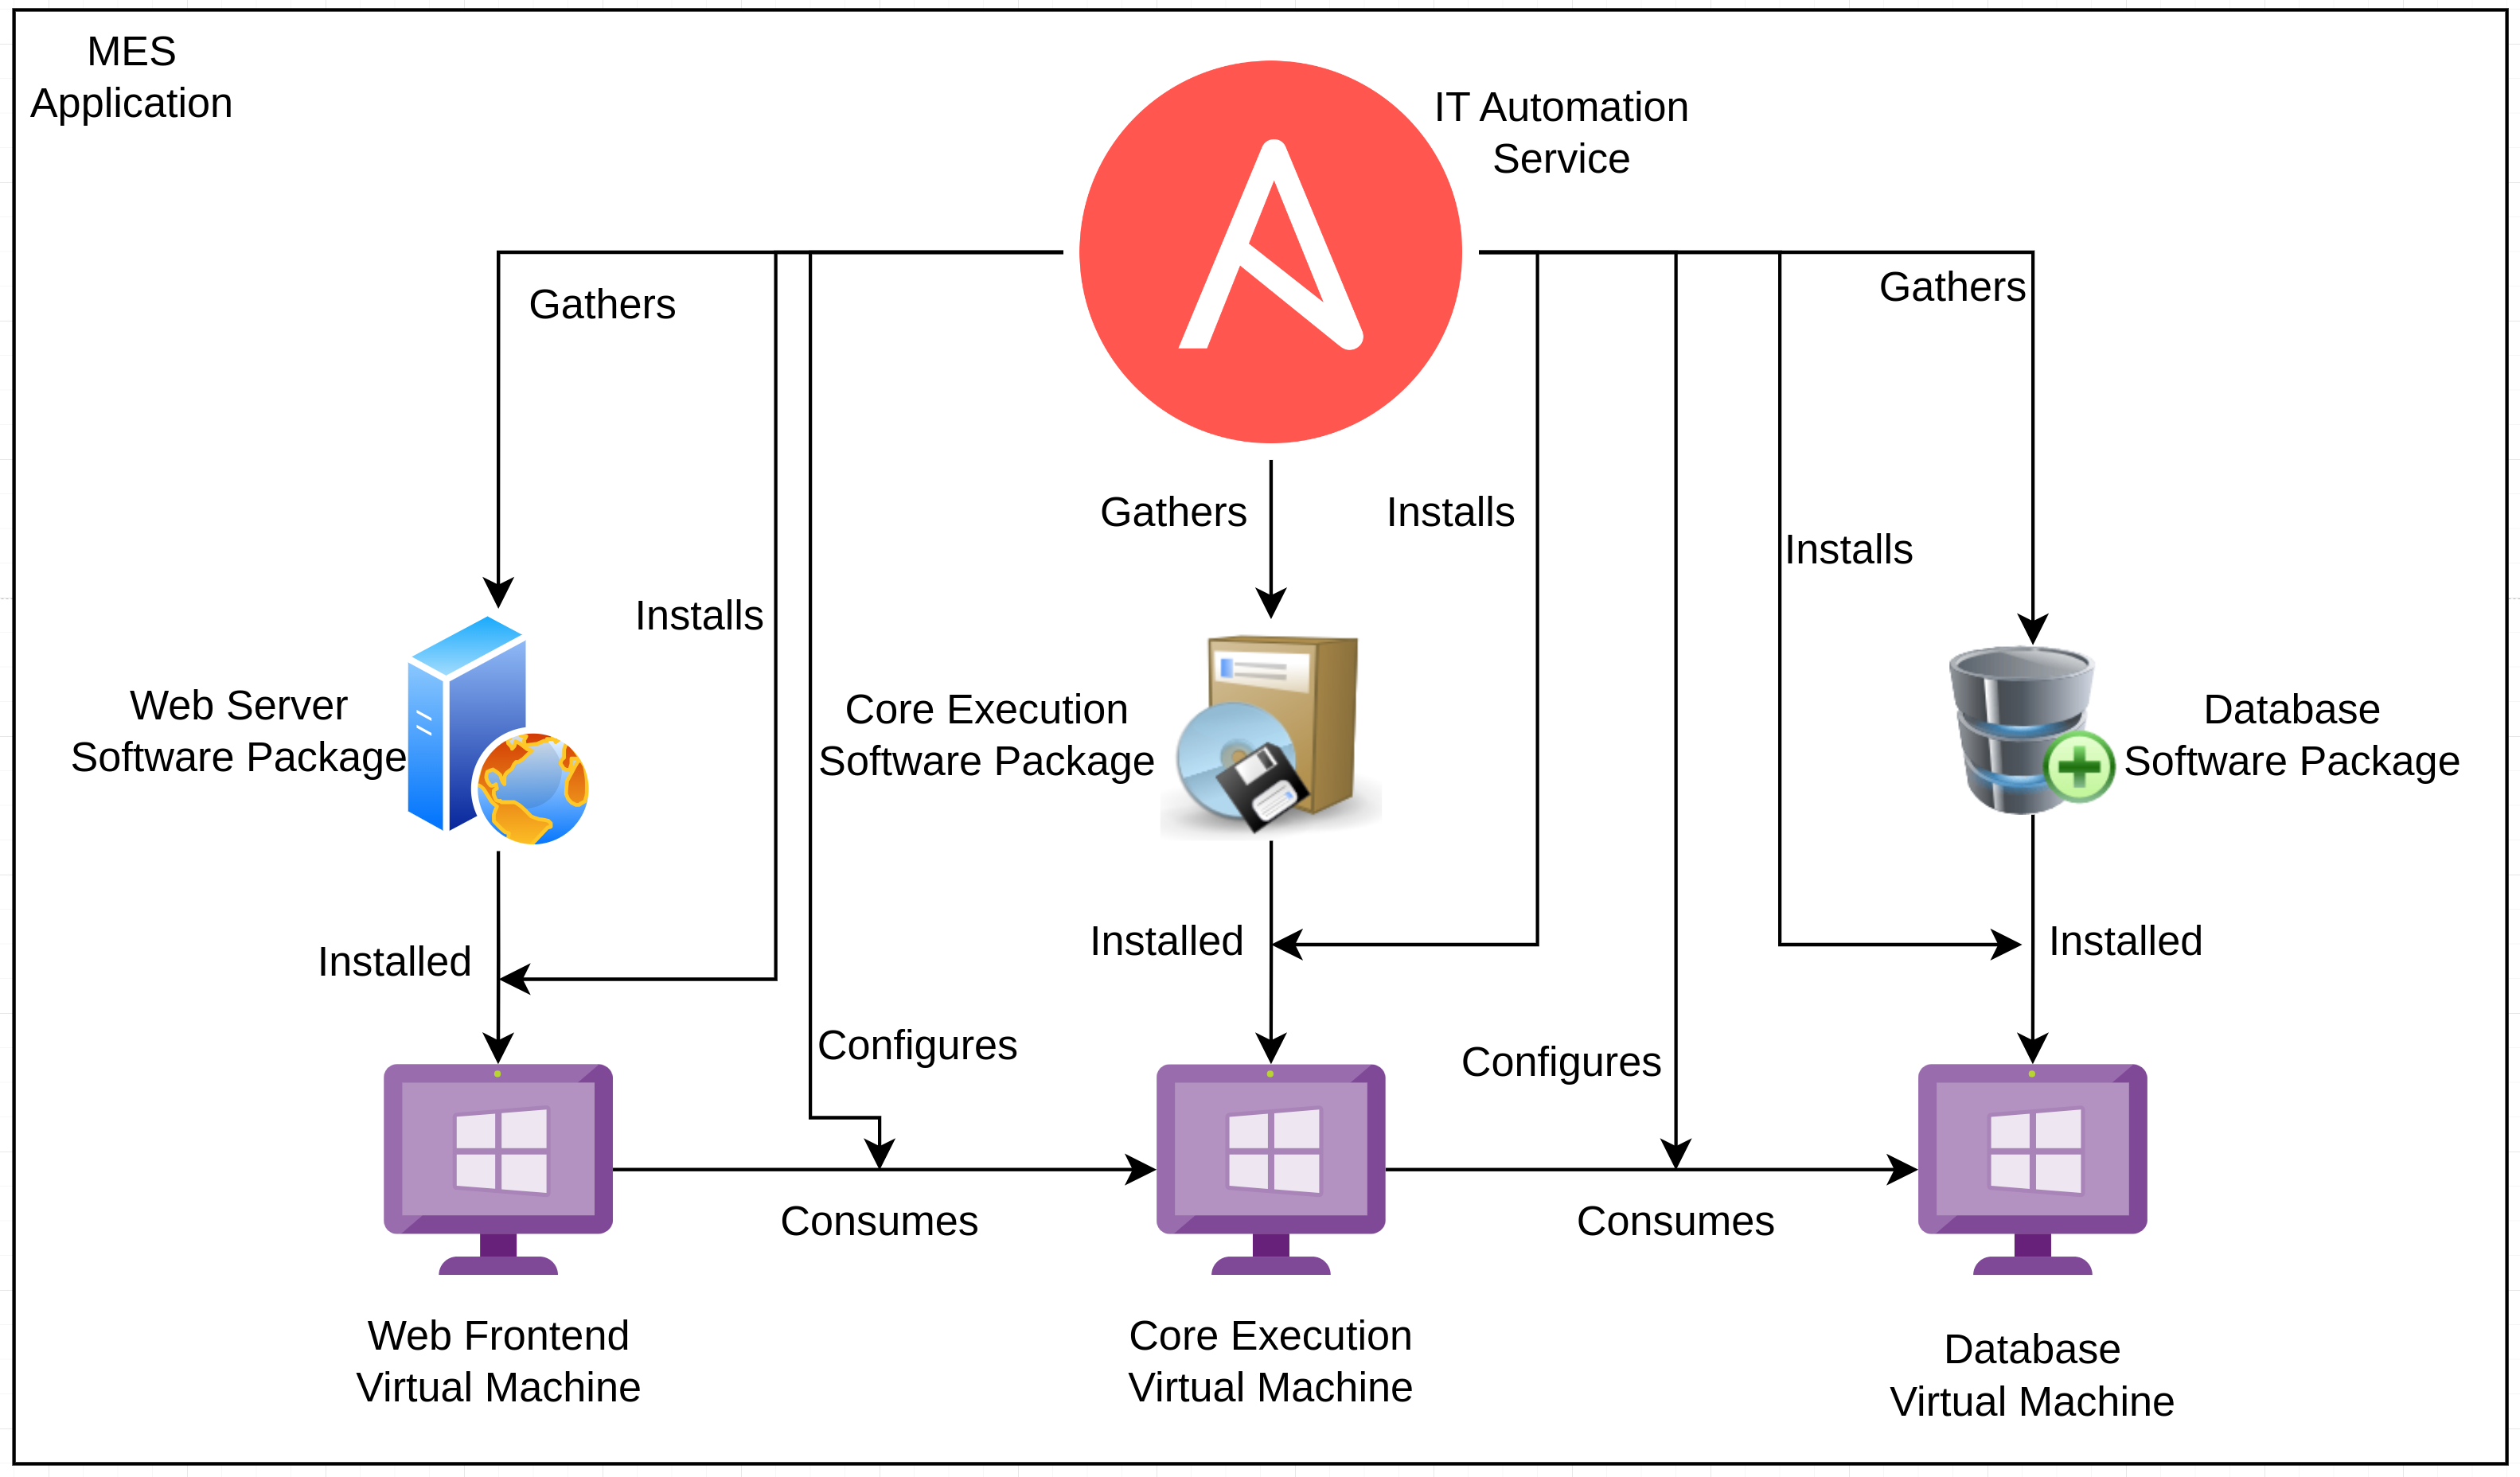 MES
Application
IT Automation
Service
Gathers
Gathers
Gathers
Installs
Installs
Installs
Web Server
Software Package
Core Execution
Software Package
Database
Software Package
Installed
Installed
Installed
Configures
Configures
Consumes
Consumes
Web Frontend
Virtual Machine
Core Execution
Virtual Machine
Database
Virtual Machine